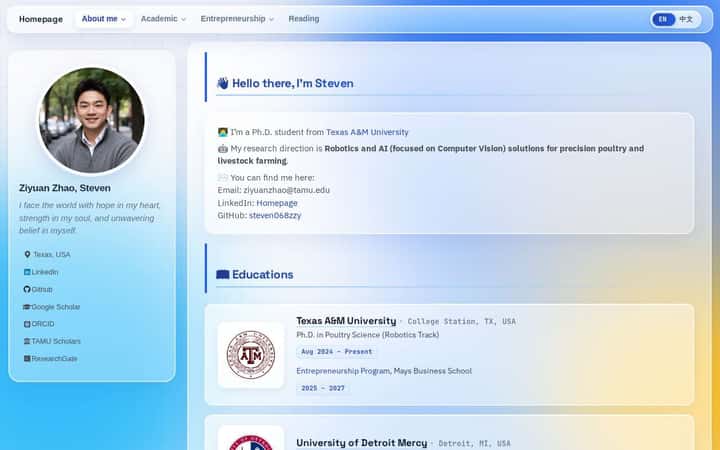 Homepage
About me
Academic
Entrepreneurship
Reading
EN
中文
Ziyuan Zhao, Steven
I face the world with hope in my heart,
strength in my soul, and unwavering
belief in myself.
Texas, USA
LinkedIn
Github
Google Scholar
ORCID
TAMU Scholars
ResearchGate
Hello there, I'm Steven
I'm a Ph.D. student from Texas A&M University
My research direction is Robotics and AI (focused on Computer Vision) solutions for precision poultry and
livestock farming.
You can find me here:
Email: ziyuanzhao@tamu.edu
LinkedIn: Homepage
GitHub: steven068zzy
Educations
Texas A&M University · College Station, TX, USA
Ph.D. in Poultry Science (Robotics Track)
Aug 2024 – Present
Entrepreneurship Program, Mays Business School
2025 – 2027
University of Detroit Mercy · Detroit, MI, USA